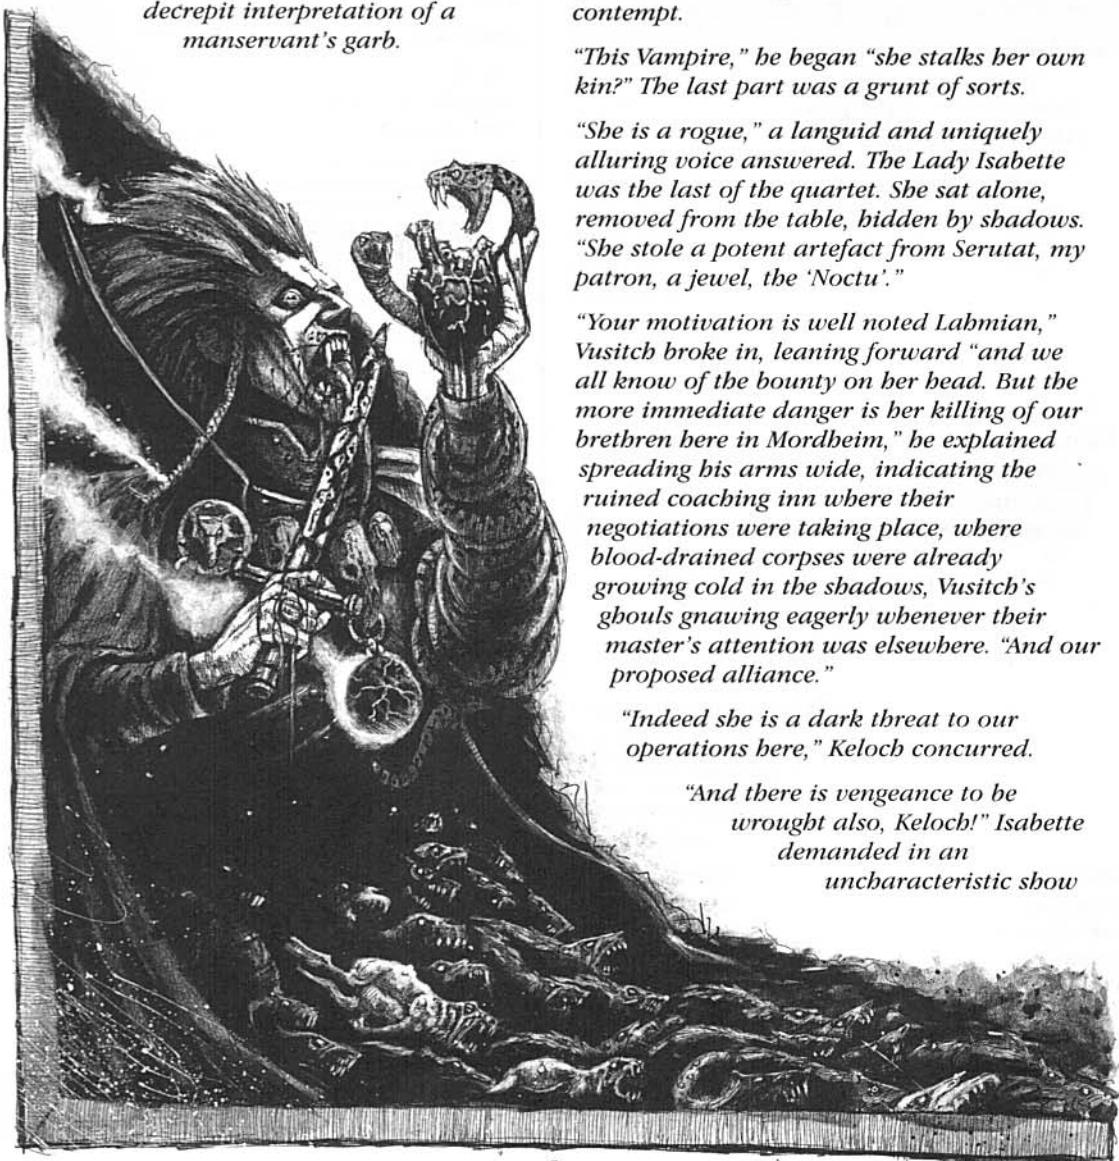 decrepit interpretation of a
manservant's garb.
contempt.
“This Vampire,” he began “she stalks her own
kin?” The last part was a grunt of sorts.
“She is a rogue,” a languid and uniquely
alluring voice answered. The Lady Isabette
was the last of the quartet. She sat alone,
removed from the table, hidden by shadows.
“She stole a potent artefact from Serutat, my
patron, a jewel, the ‘Noctu’.”
“Your motivation is well noted Lahmian,”
Vusitch broke in, leaning forward “and we
all know of the bounty on her head. But the
more immediate danger is her killing of our
brethren here in Mordheim,” he explained
spreading his arms wide, indicating the
ruined coaching inn where their
negotiations were taking place, where
blood-drained corpses were already
growing cold in the shadows, Vusitch's
ghouls gnawing eagerly whenever their
master's attention was elsewhere. “And our
proposed alliance.”
“Indeed she is a dark threat to our
operations here,” Keloch concurred.
“And there is vengeance to be
wrought also, Keloch!” Isabette
demanded in an
uncharacteristic show